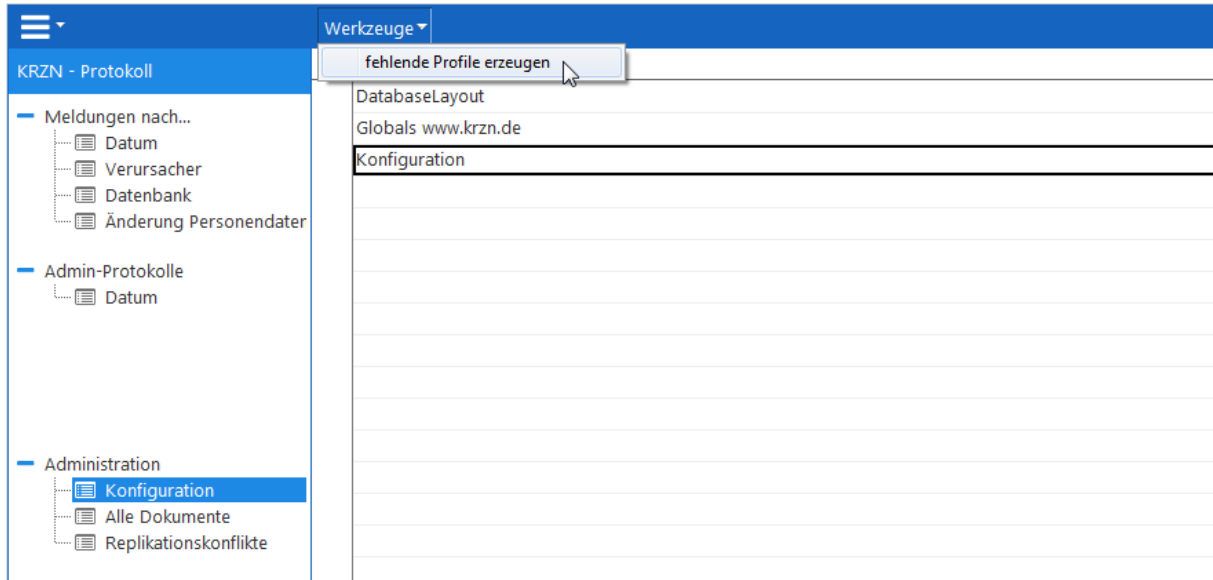 Werkzeuge
fehlende Profile erzeugen
KRZN - Protokoll
Meldungen nach...
Datum
Verursacher
Datenbank
Änderung Personendater
Admin-Protokolle
Datum
Administration
Konfiguration
Alle Dokumente
Replikationskonflikte
DatabaseLayout
Globals www.krzn.de
Konfiguration